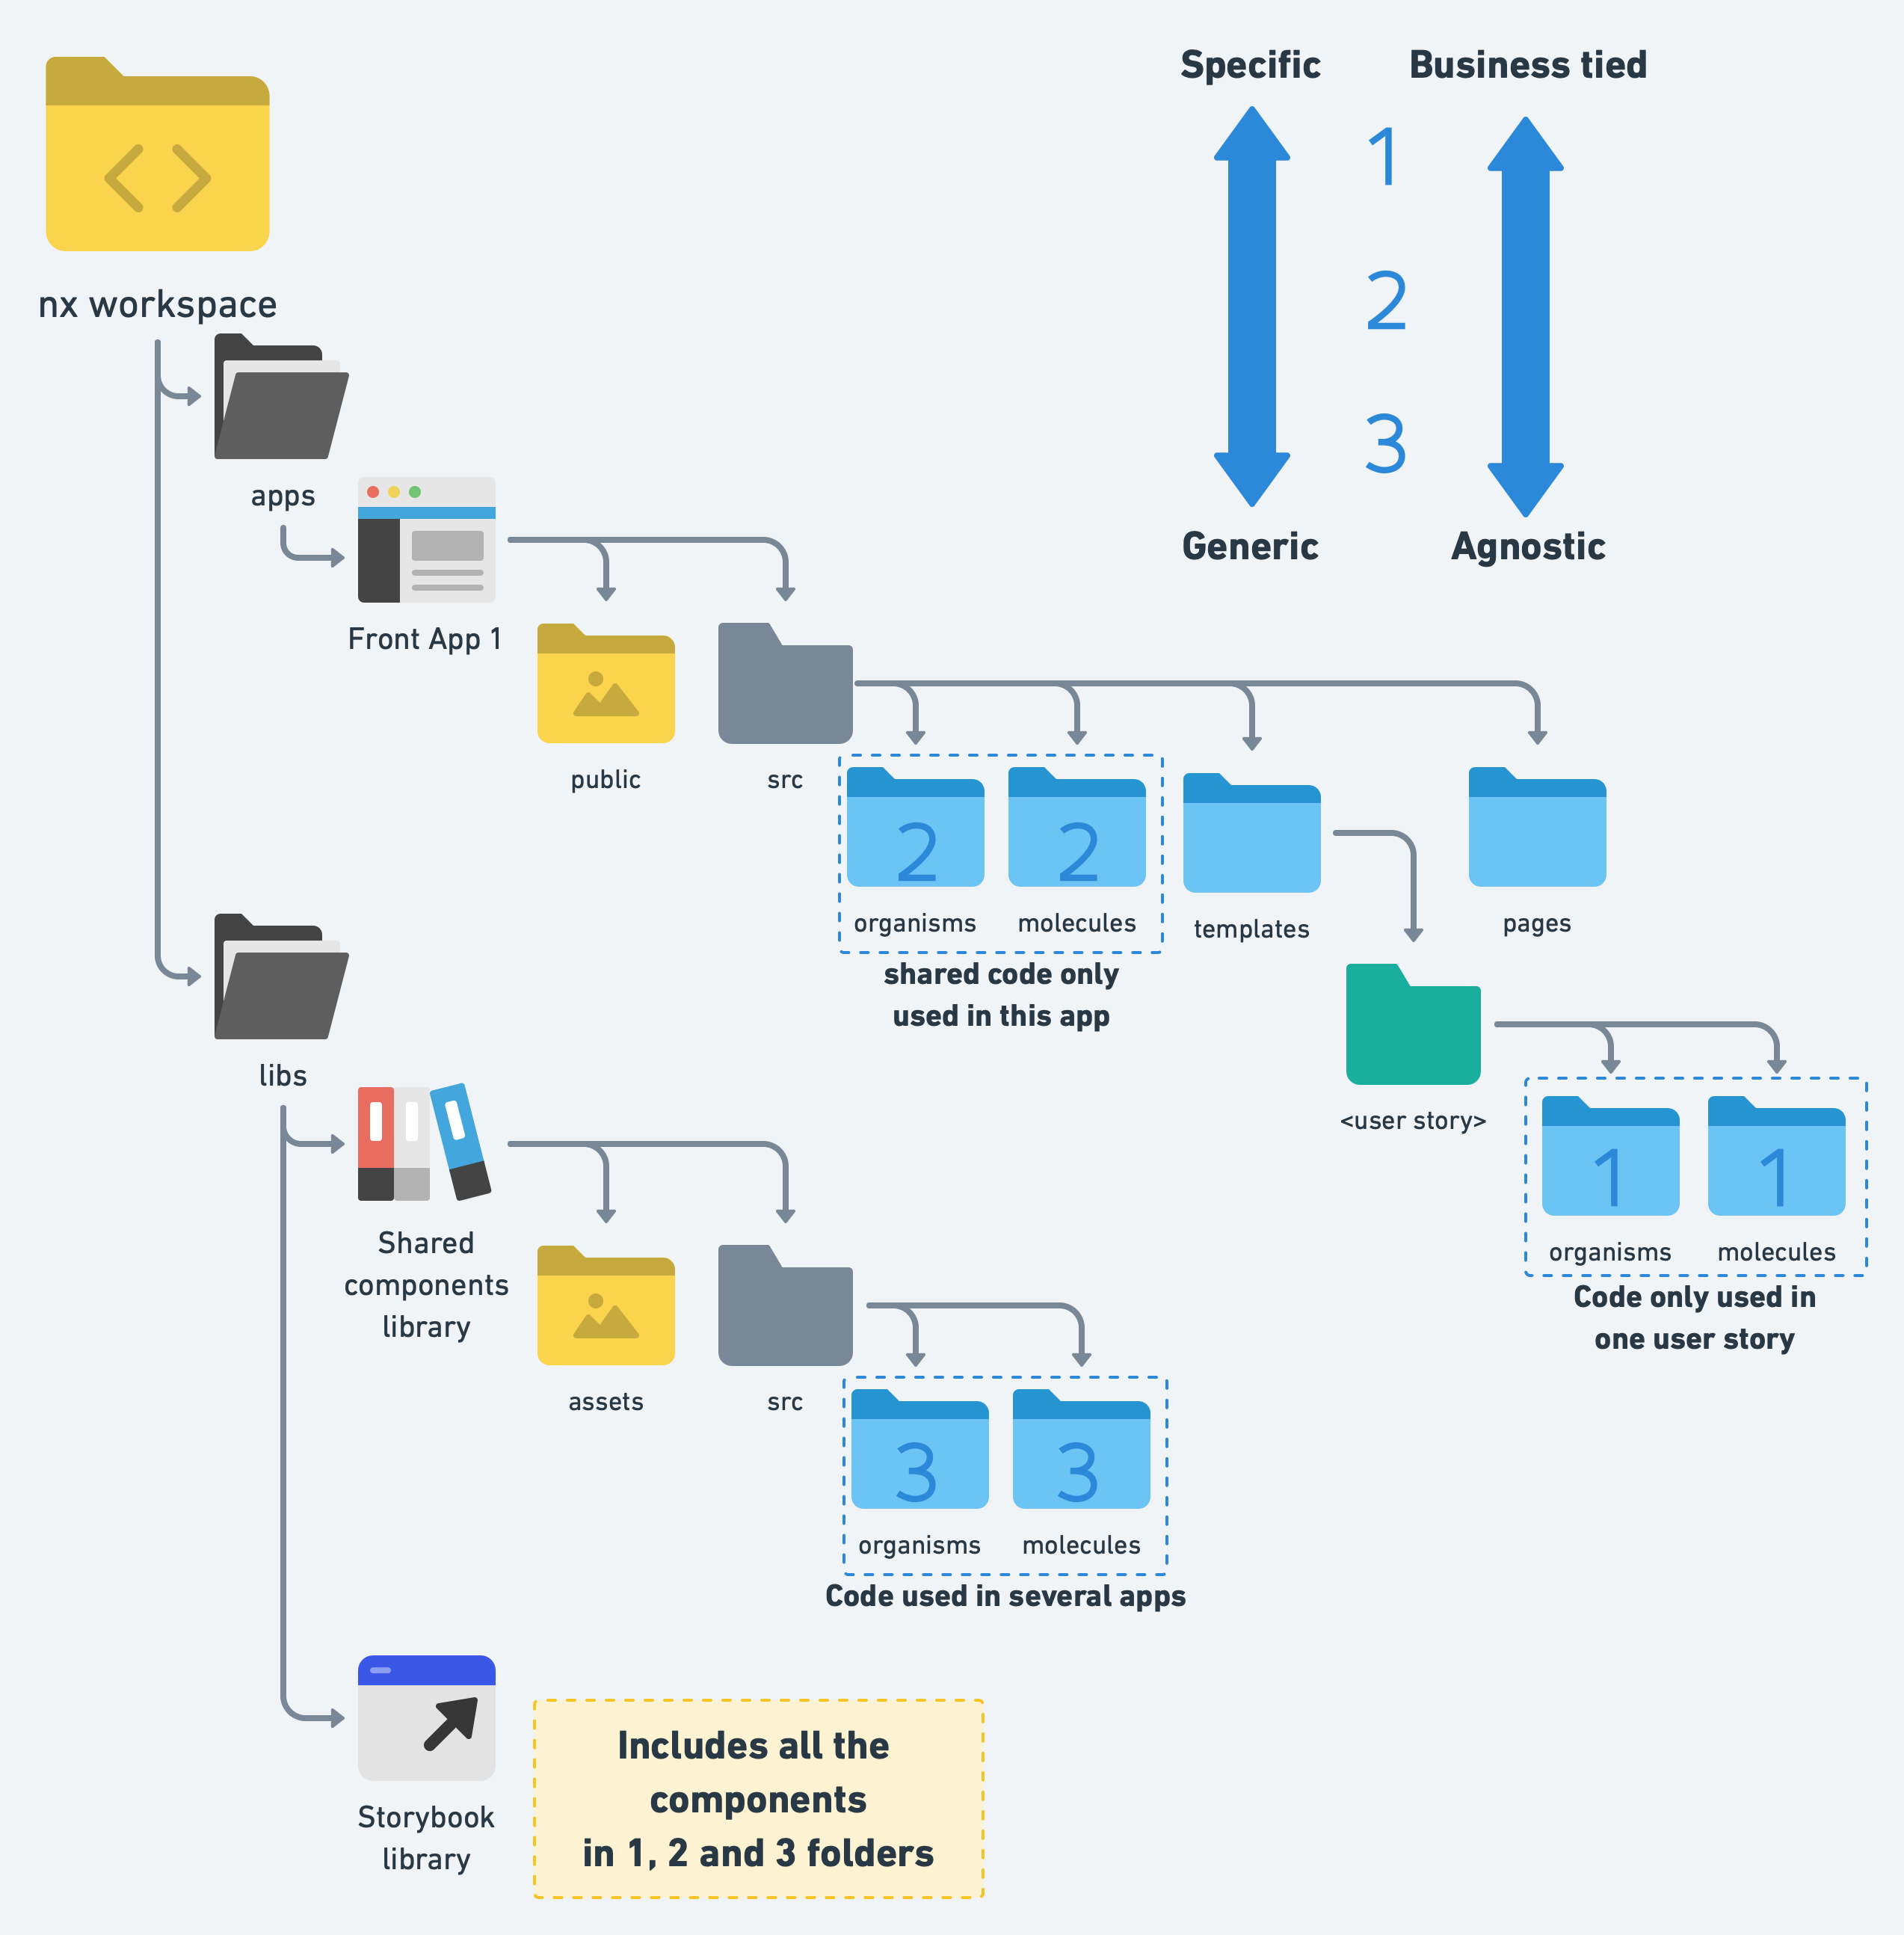 Specific
Business tied
1
2
3
Generic
Agnostic
nx workspace
apps
Front App 1
public
src
2
organisms
2
molecules
templates
pages
shared code only
used in this app
<user story>
1
organisms
1
molecules
Code only used in
one user story
libs
Shared
components
library
assets
src
3
organisms
3
molecules
Code used in several apps
Storybook
library
Includes all the
components
in 1, 2 and 3 folders